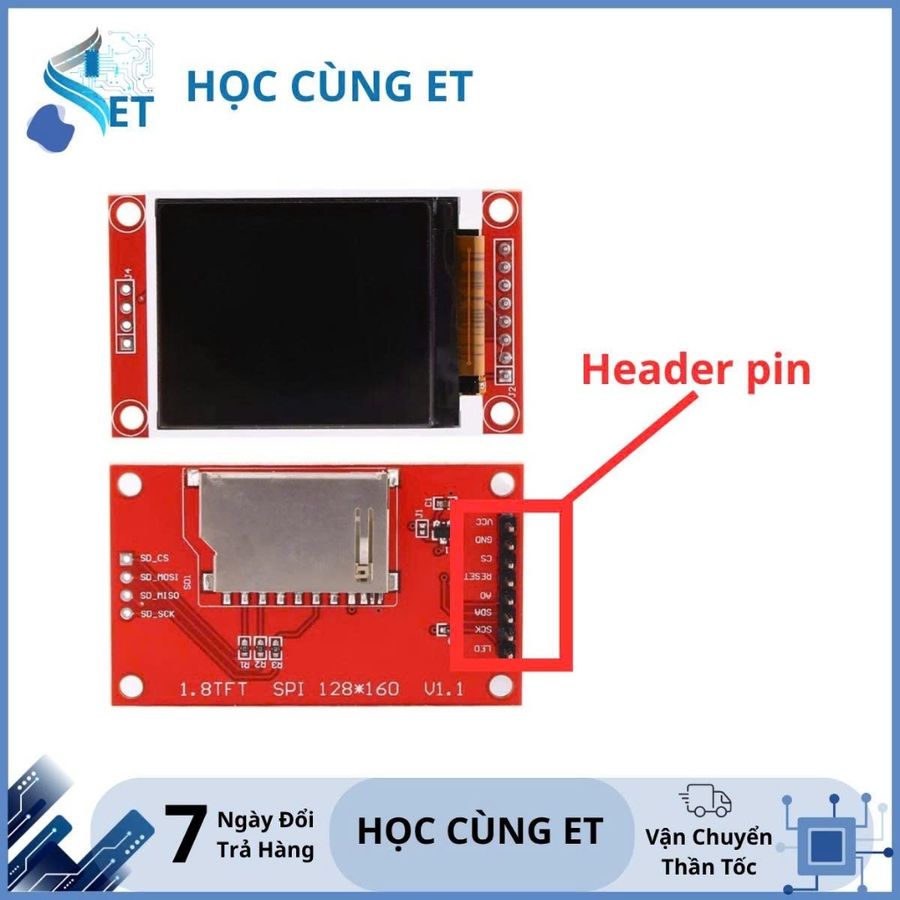 ET
HỌC CÙNG ET
J4
J2
Header pin
C1
J1
VCC
GND
CS
RESET
A0
SDA
SCK
LED
SD_CS
SD_MOSI
SD_MISO
SD_SCK
SD1
R1 R2 R3
1.8TFT SPI 128*160 V1.1
7 Ngày Đổi
Trả Hàng
HỌC CÙNG ET
Vận Chuyển
Thần Tốc